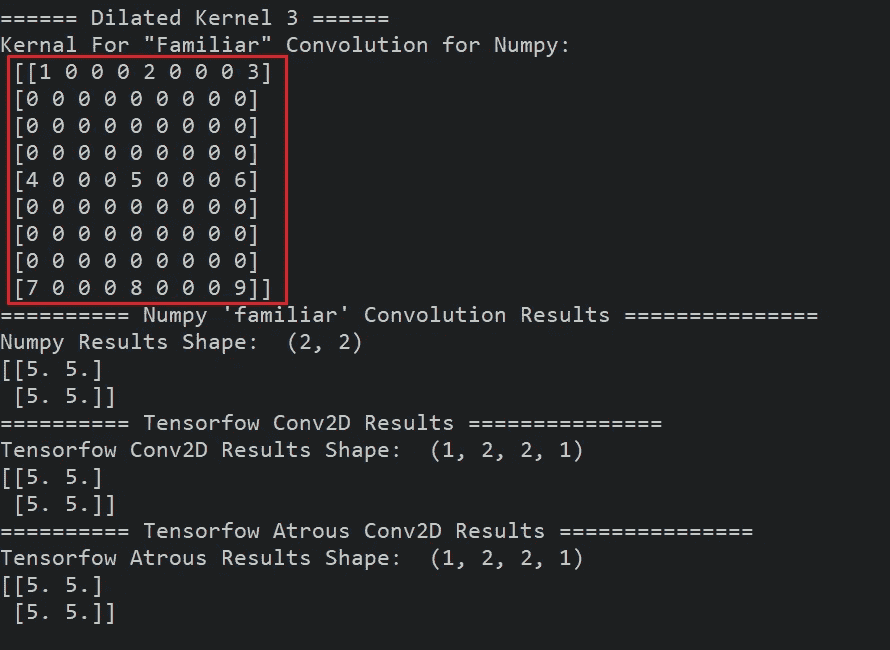 ====== Dilated Kernel 3 ======
Kernal For "Familiar" Convolution for Numpy:
[[1 0 0 0 2 0 0 0 3]
[0 0 0 0 0 0 0 0 0]
[0 0 0 0 0 0 0 0 0]
[0 0 0 0 0 0 0 0 0]
[4 0 0 0 5 0 0 0 6]
[0 0 0 0 0 0 0 0 0]
[0 0 0 0 0 0 0 0 0]
[0 0 0 0 0 0 0 0 0]
[7 0 0 0 8 0 0 0 9]]
========== Numpy 'familiar' Convolution Results ===============
Numpy Results Shape:  (2, 2)
[[5. 5.]
 [5. 5.]]
========== Tensorfow Conv2D Results ===============
Tensorfow Conv2D Results Shape:  (1, 2, 2, 1)
[[5. 5.]
 [5. 5.]]
========== Tensorfow Atrous Conv2D Results ===============
Tensorfow Atrous Results Shape:  (1, 2, 2, 1)
[[5. 5.]
 [5. 5.]]